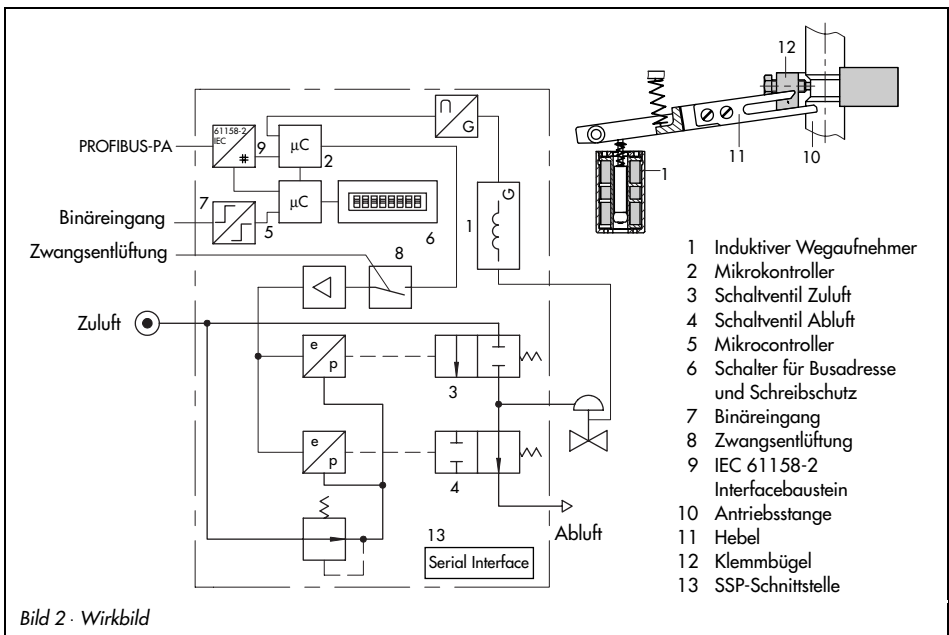 12
G
61158-2
IEC
#
PROFIBUS-PA
9
µC
2
11
10
1
G
µC
7
Binäreingang
5
6
1
Zwangsentlüftung
8
Zuluft
e
p
3
e
p
4
Abluft
13
Serial Interface
1 Induktiver Wegaufnehmer
2 Mikrokontroller
3 Schaltventil Zuluft
4 Schaltventil Abluft
5 Mikrocontroller
6 Schalter für Busadresse
und Schreibschutz
7 Binäreingang
8 Zwangsentlüftung
9 IEC 61158-2
Interfacebaustein
10 Antriebsstange
11 Hebel
12 Klemmbügel
13 SSP-Schnittstelle
Bild 2 · Wirkbild